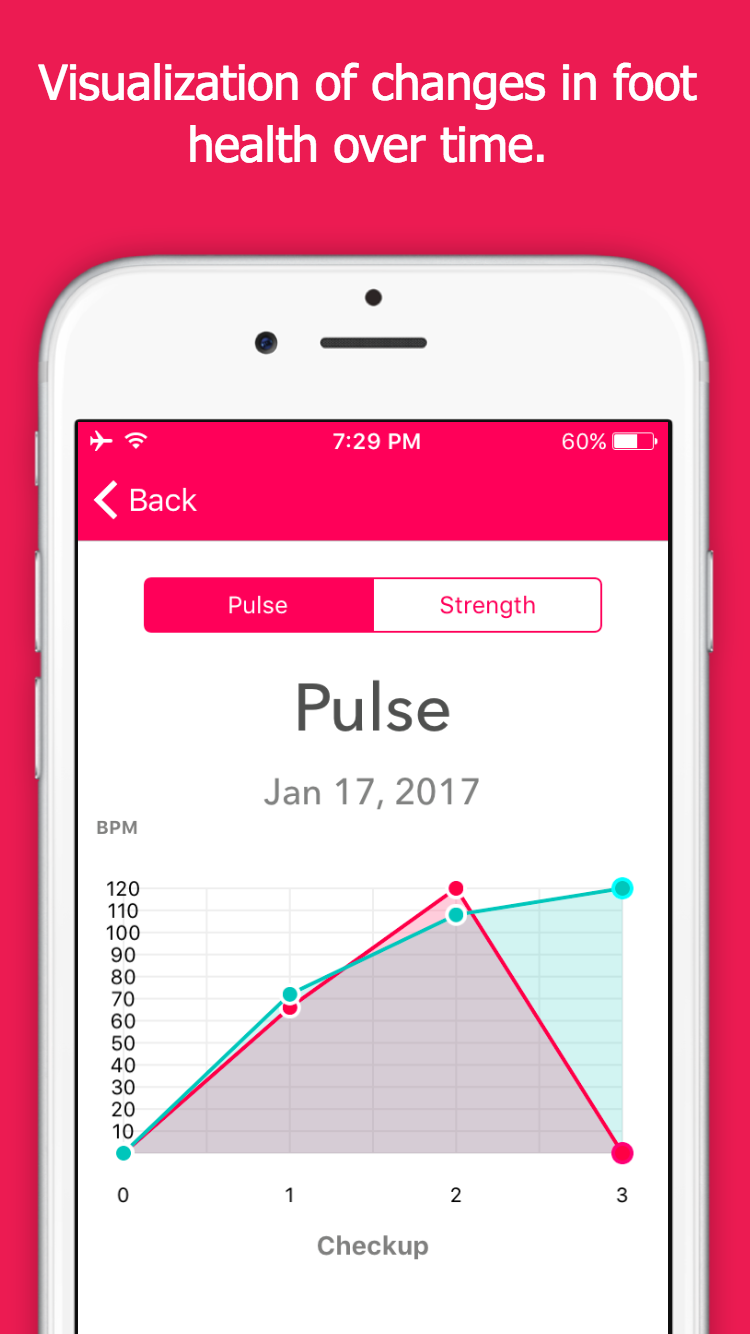 Visualization of changes in foot
health over time.
7:29 PM 60%
Back
Pulse Strength
Pulse
Jan 17, 2017
BPM
120
110
100
90
80
70
60
50
40
30
20
10
0 1 2 3
Checkup